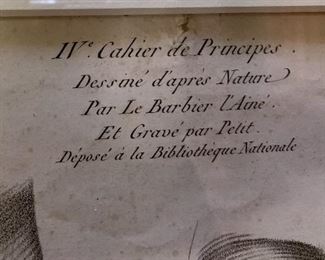 IVe. Cahier de Principes.
Dessiné d'après Nature
Par Le Barbier l'Ainé.
Et Gravé par Petit.
Déposé à la Bibliothèque Nationale